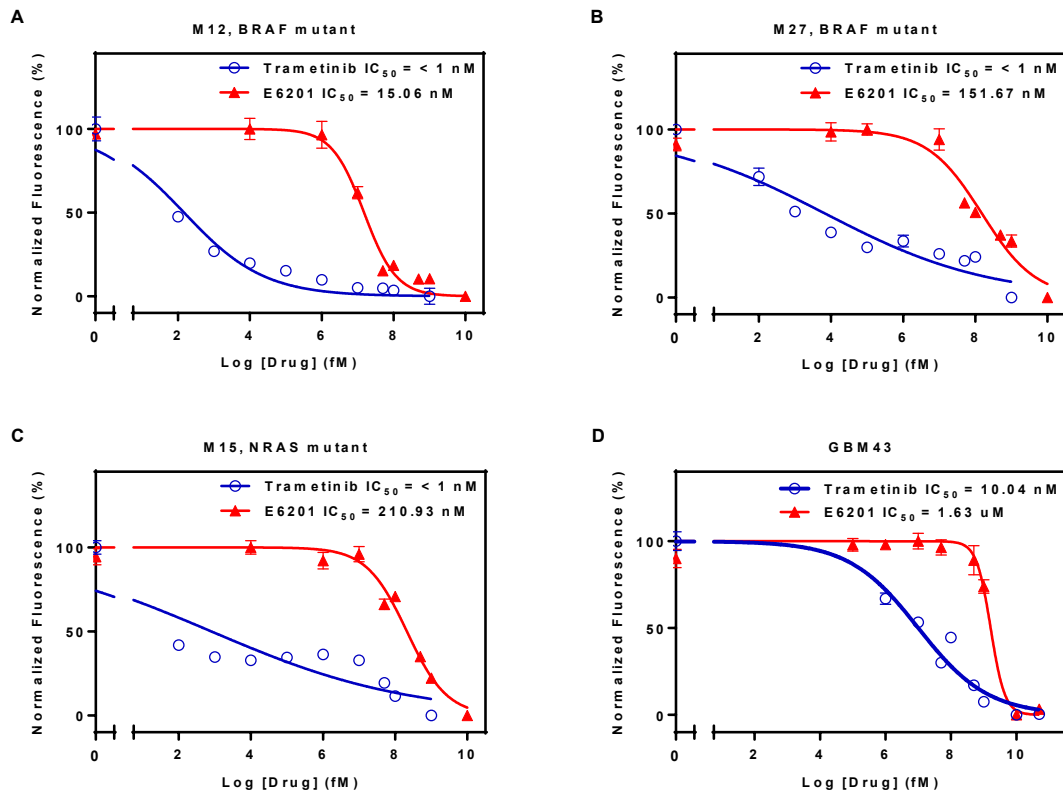 A
M12, BRAF mutant
Trametinib IC50 = < 1 nM
E6201 IC50 = 15.06 nM
Normalized Fluorescence (%)
100
50
0
0 2 4 6 8 10
Log [Drug] (fM)
B
M27, BRAF mutant
Trametinib IC50 = < 1 nM
E6201 IC50 = 151.67 nM
Normalized Fluorescence (%)
100
50
0
0 2 4 6 8 10
Log [Drug] (fM)
C
M15, NRAS mutant
Trametinib IC50 = < 1 nM
E6201 IC50 = 210.93 nM
Normalized Fluorescence (%)
100
50
0
0 2 4 6 8 10
Log [Drug] (fM)
D
GBM43
Trametinib IC50 = 10.04 nM
E6201 IC50 = 1.63 uM
Normalized Fluorescence (%)
100
50
0
0 2 4 6 8 10
Log [Drug] (fM)